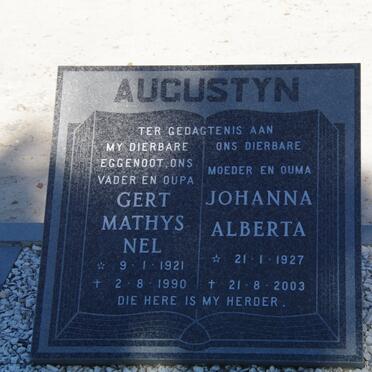 AUGUSTYN
TER GEDAGTENIS AAN
MY DIERBARE
EGGENOOT, ONS
VADER EN OUPA
GERT
MATHYS
NEL
☆ 9·1·1921
✝ 2·8·1990
ONS DIERBARE
MOEDER EN OUMA
JOHANNA
ALBERTA
☆ 21·1·1927
✝ 21·8·2003
DIE HERE IS MY HERDER.